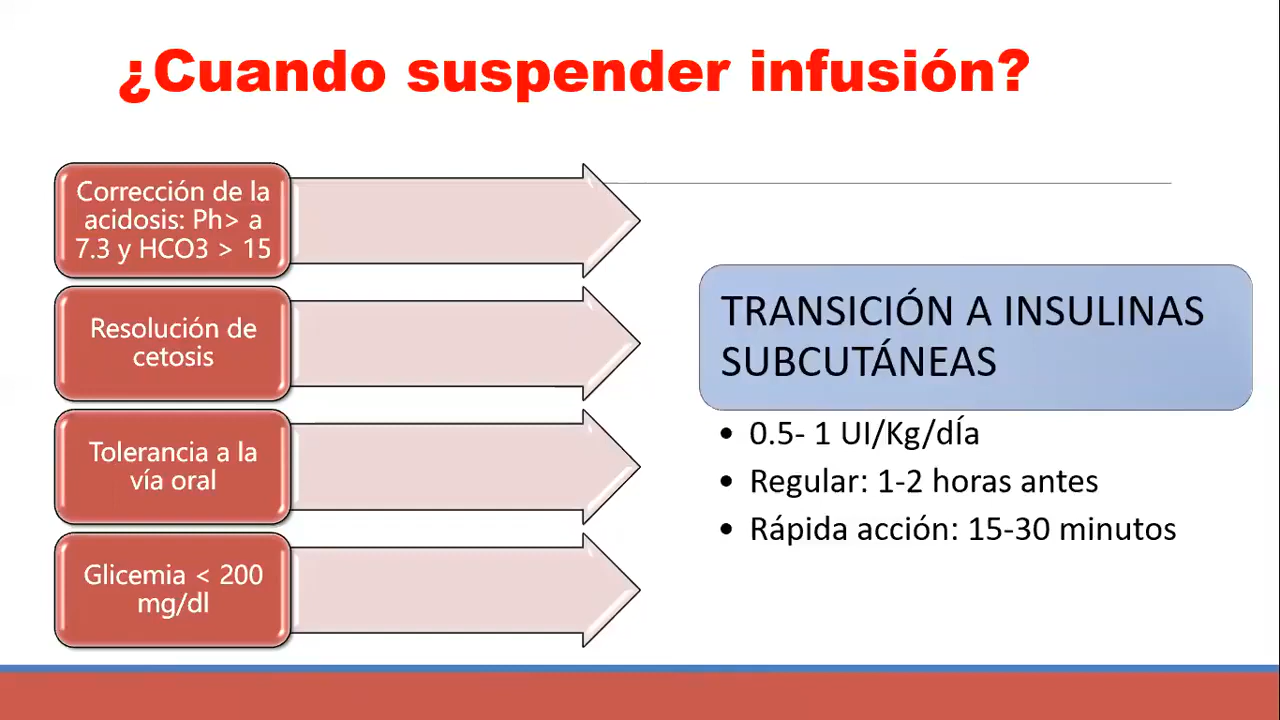 ¿Cuando suspender infusión?
Corrección de la
acidosis: Ph> a
7.3 y HCO3 > 15
Resolución de
cetosis
Tolerancia a la
vía oral
Glicemia < 200
mg/dl
TRANSICIÓN A INSULINAS
SUBCUTÁNEAS
• 0.5- 1 UI/Kg/dÍa
• Regular: 1-2 horas antes
• Rápida acción: 15-30 minutos